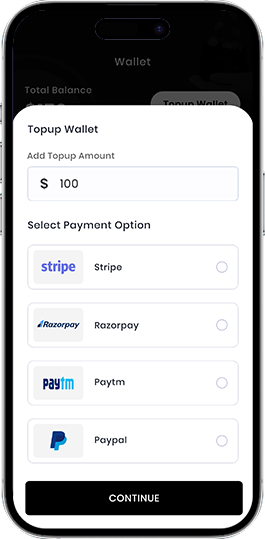 Wallet
Total Balance
Topup Wallet
Topup Wallet
Add Topup Amount
$ 100
Select Payment Option
stripe Stripe
Razorpay Razorpay
paytm Paytm
P Paypal
CONTINUE